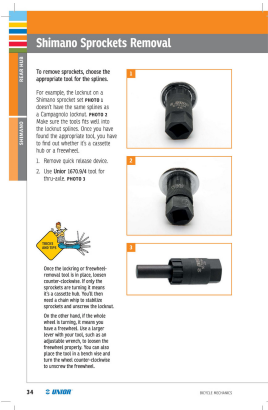 Shimano Sprockets Removal
REAR HUB
SHIMANO
To remove sprockets, choose the
appropriate tool for the splines.
For example, the locknut on a
Shimano sprocket set PHOTO 1
doesn't have the same splines as
a Campagnolo locknut. PHOTO 2
Make sure the tools fits well into
the locknut splines. Once you have
found the appropriate tool, you have
to find out whether it's a cassette
hub or a freewheel.
1. Remove quick release device.
2. Use Unior 1670.9/4 tool for
thru-axle. PHOTO 3
1
2
3
TRICKS
AND TIPS
Once the lockring or freewheel-
removal tool is in place, loosen
counter-clockwise. If only the
sprockets are turning it means
it's a cassette hub. You'll then
need a chain whip to stabilize
sprockets and unscrew the locknut.
On the other hand, if the whole
wheel is turning, it means you
have a freewheel. Use a larger
lever with your tool, such as an
adjustable wrench, to loosen the
freewheel properly. You can also
place the tool in a bench vice and
turn the wheel counter-clockwise
to unscrew the freewheel.
34
UNIOR
BICYCLE MECHANICS